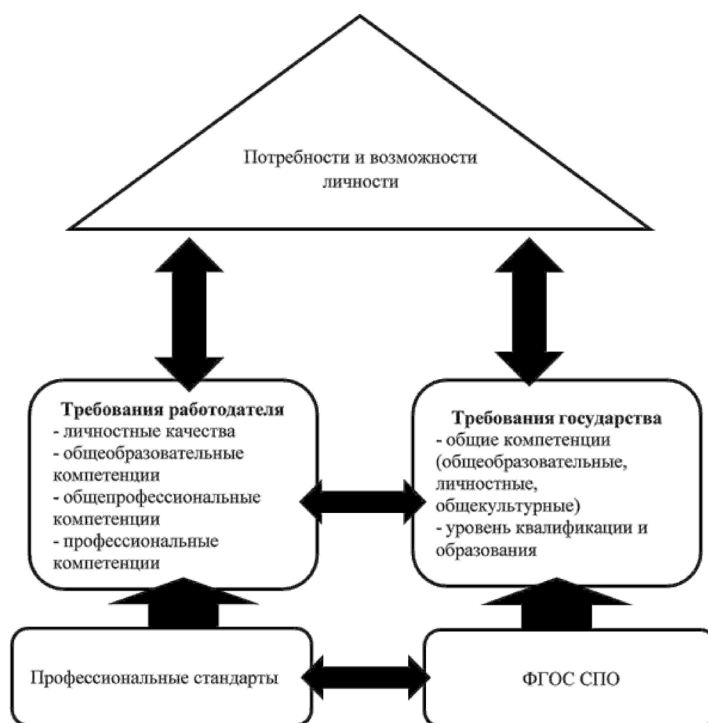 Потребности и возможности
личности
Требования работодателя
- личностные качества
- общеобразовательные
компетенции
- общепрофессиональные
компетенции
- профессиональные
компетенции
Требования государства
- общие компетенции
(общеобразовательные,
личностные,
общекультурные)
- уровень квалификации и
образования
Профессиональные стандарты
ФГОС СПО